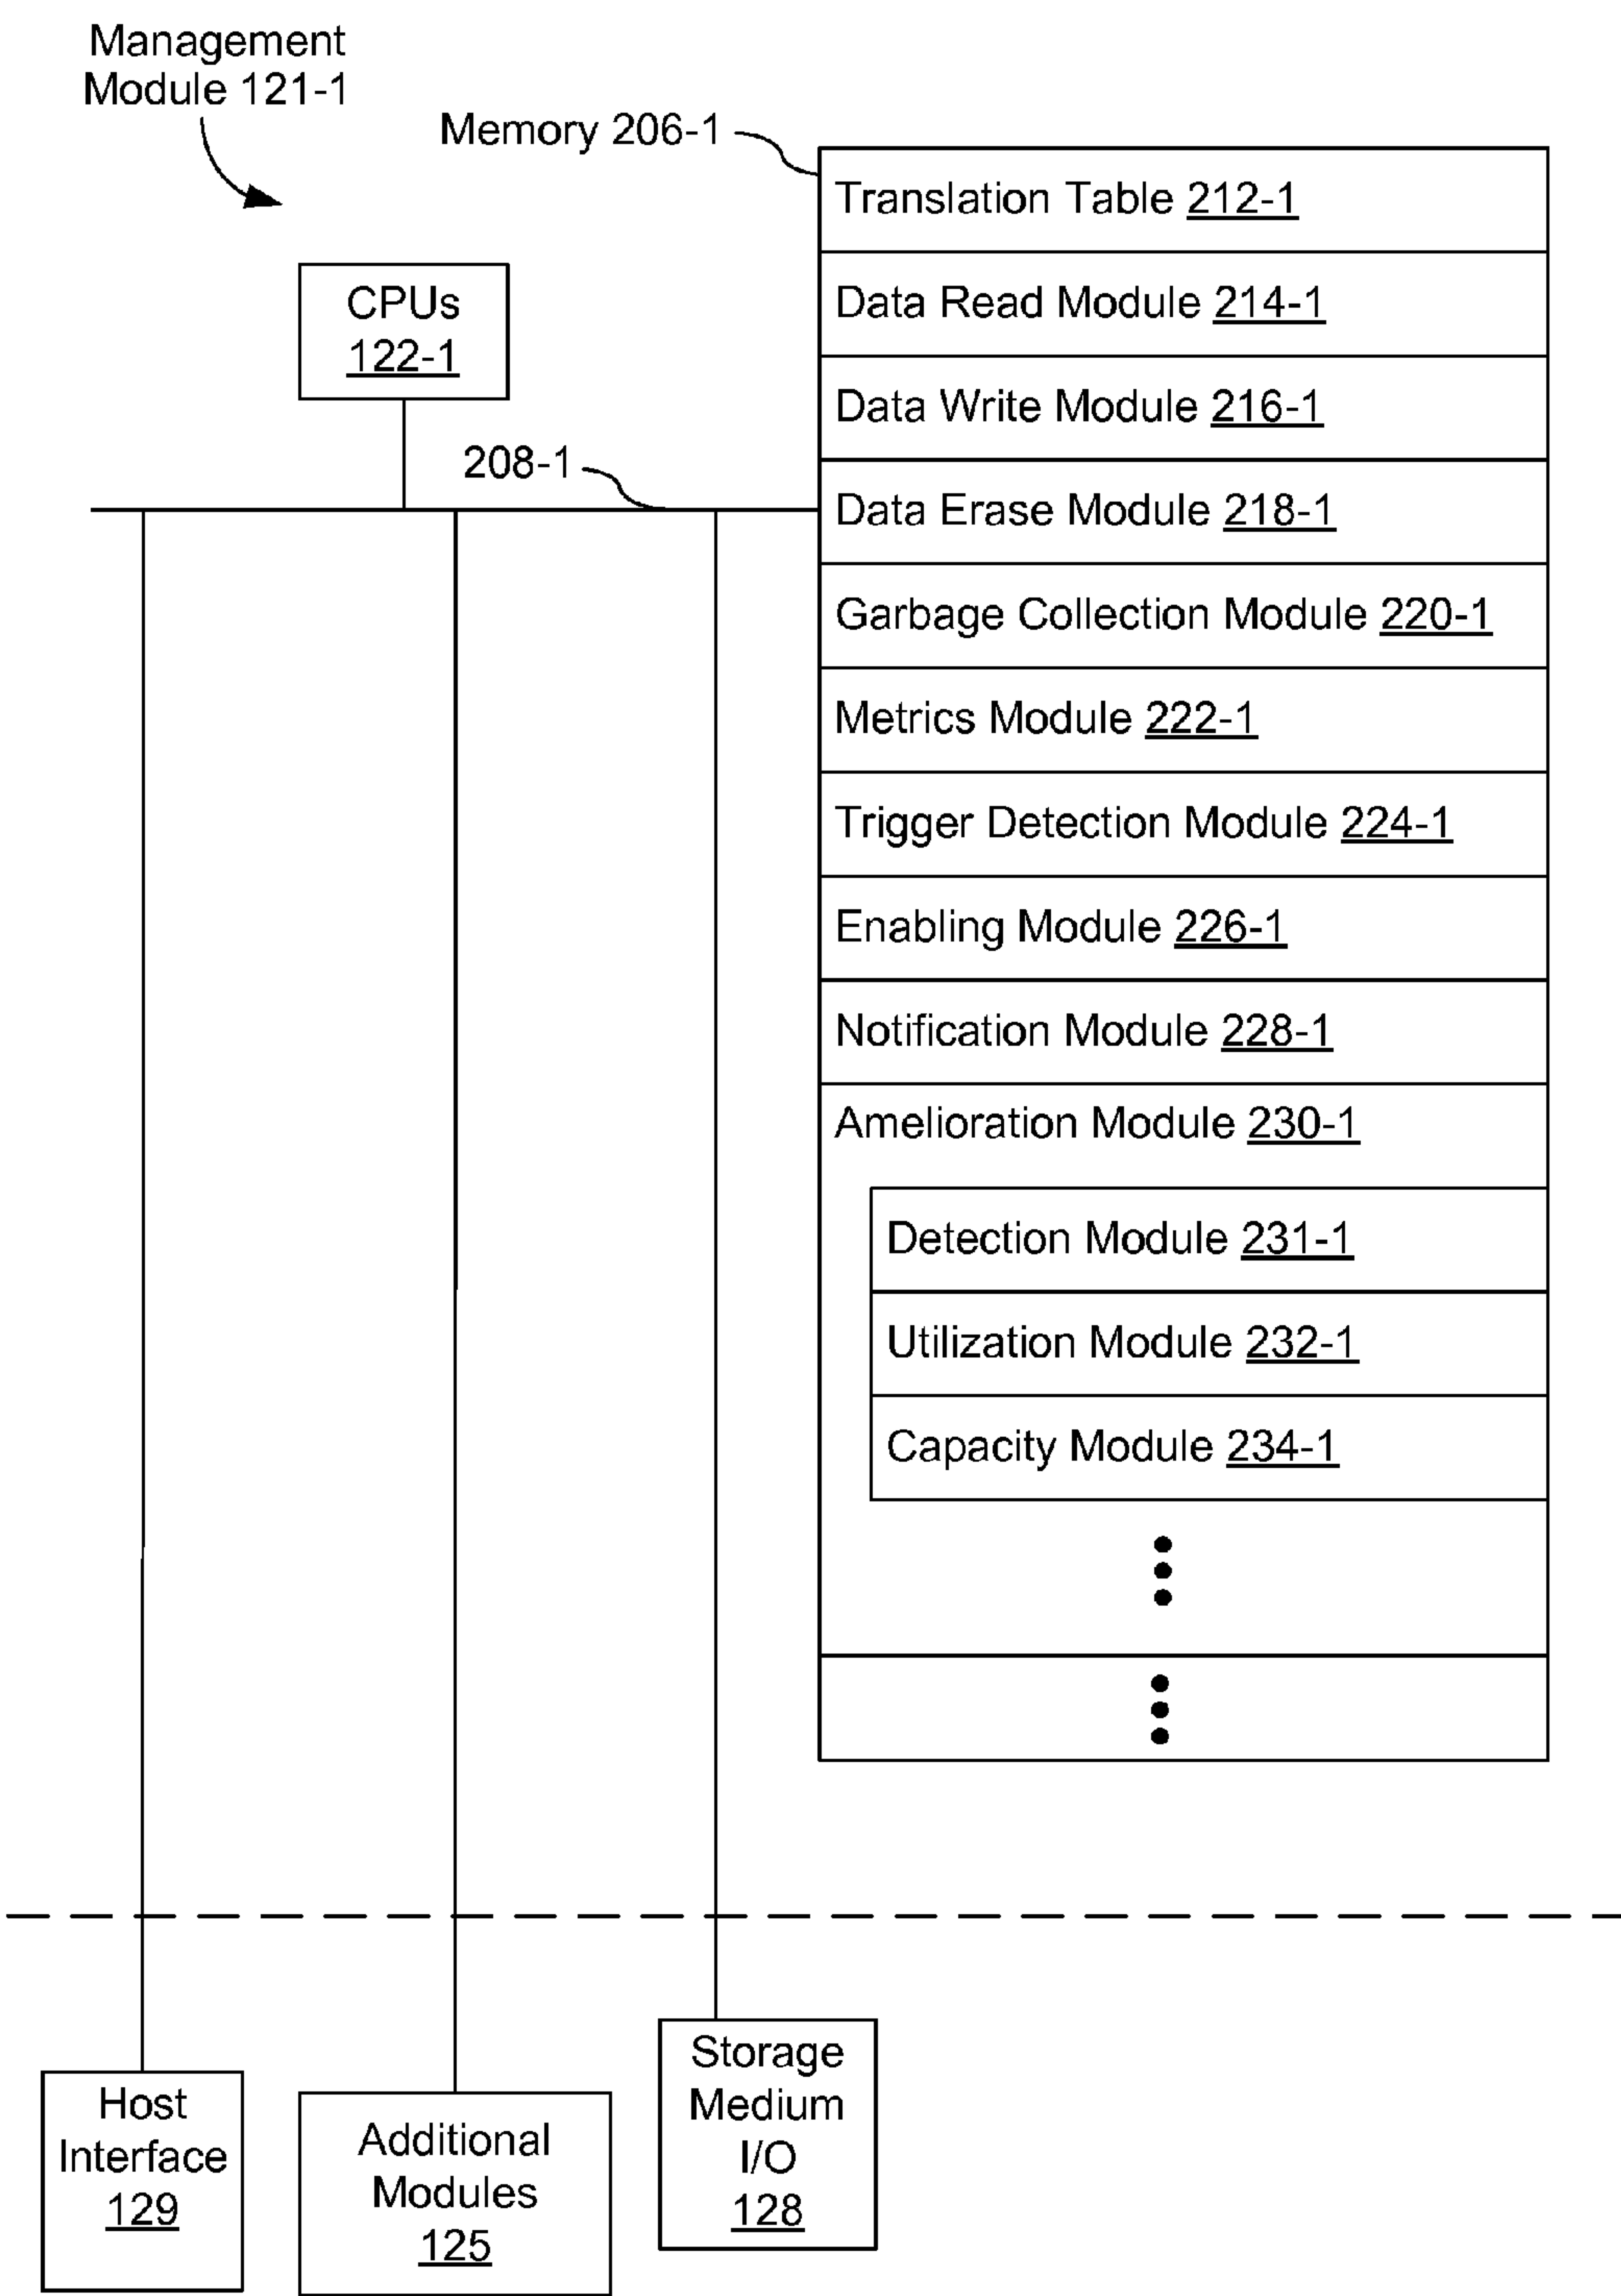 Management
Module 121-1
Memory 206-1
Translation Table 212-1
Data Read Module 214-1
CPUs
122-1
Data Write Module 216-1
208-1
Data Erase Module 218-1
Garbage Collection Module 220-1
Metrics Module 222-1
Trigger Detection Module 224-1
Enabling Module 226-1
Notification Module 228-1
Amelioration Module 230-1
Detection Module 231-1
Utilization Module 232-1
Capacity Module 234-1
Host
Interface
129
Additional
Modules
125
Storage
Medium
I/O
128